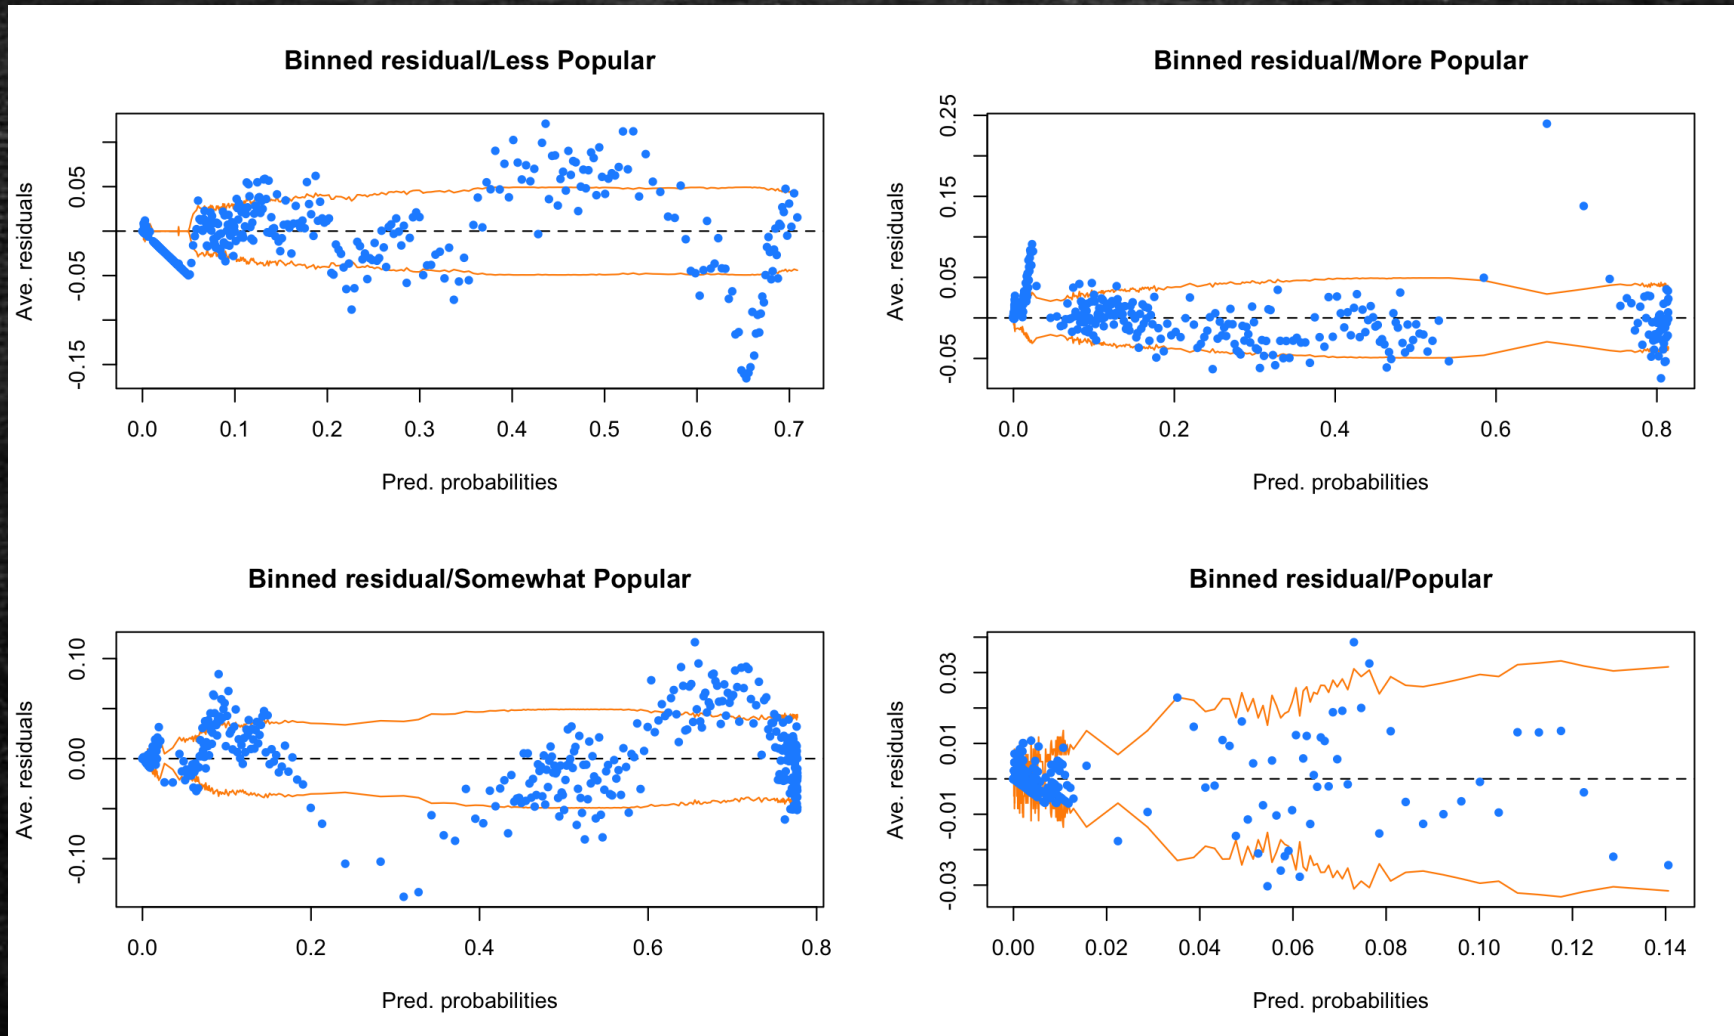 Binned residual/Less Popular
Ave. residuals
0.05
-0.05
-0.15
0.0 0.1 0.2 0.3 0.4 0.5 0.6 0.7
Pred. probabilities
Binned residual/More Popular
Ave. residuals
0.25
0.15
0.05
-0.05
0.0 0.2 0.4 0.6 0.8
Pred. probabilities
Binned residual/Somewhat Popular
Ave. residuals
0.10
0.00
-0.10
0.0 0.2 0.4 0.6 0.8
Pred. probabilities
Binned residual/Popular
Ave. residuals
0.03
0.01
-0.01
-0.03
0.00 0.02 0.04 0.06 0.08 0.10 0.12 0.14
Pred. probabilities